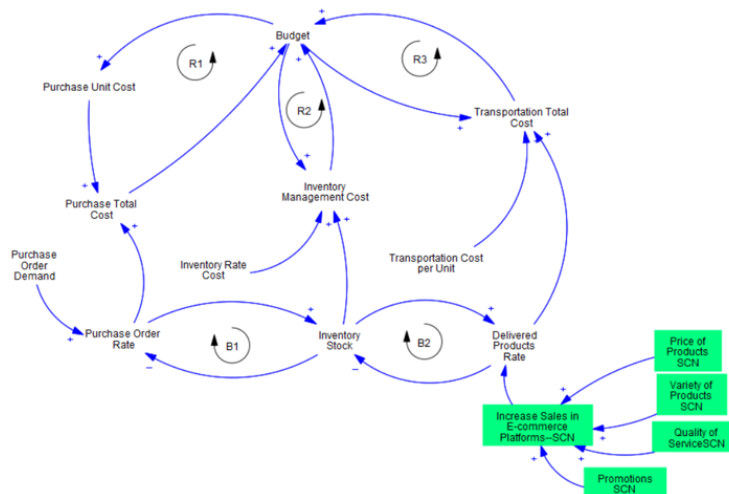 Budget
R1
R3
Purchase Unit Cost
R2
Transportation Total
Cost
Inventory
Management Cost
Purchase Total
Cost
Purchase
Order
Demand
Inventory Rate
Cost
Transportation Cost
per Unit
Purchase Order
Rate
B1
Inventory
Stock
B2
Delivered
Products
Rate
Price of
Products
SCN
Variety of
Products
SCN
Increase Sales in
E-commerce
Platforms--SCN
Quality of
ServiceSCN
Promotions
SCN